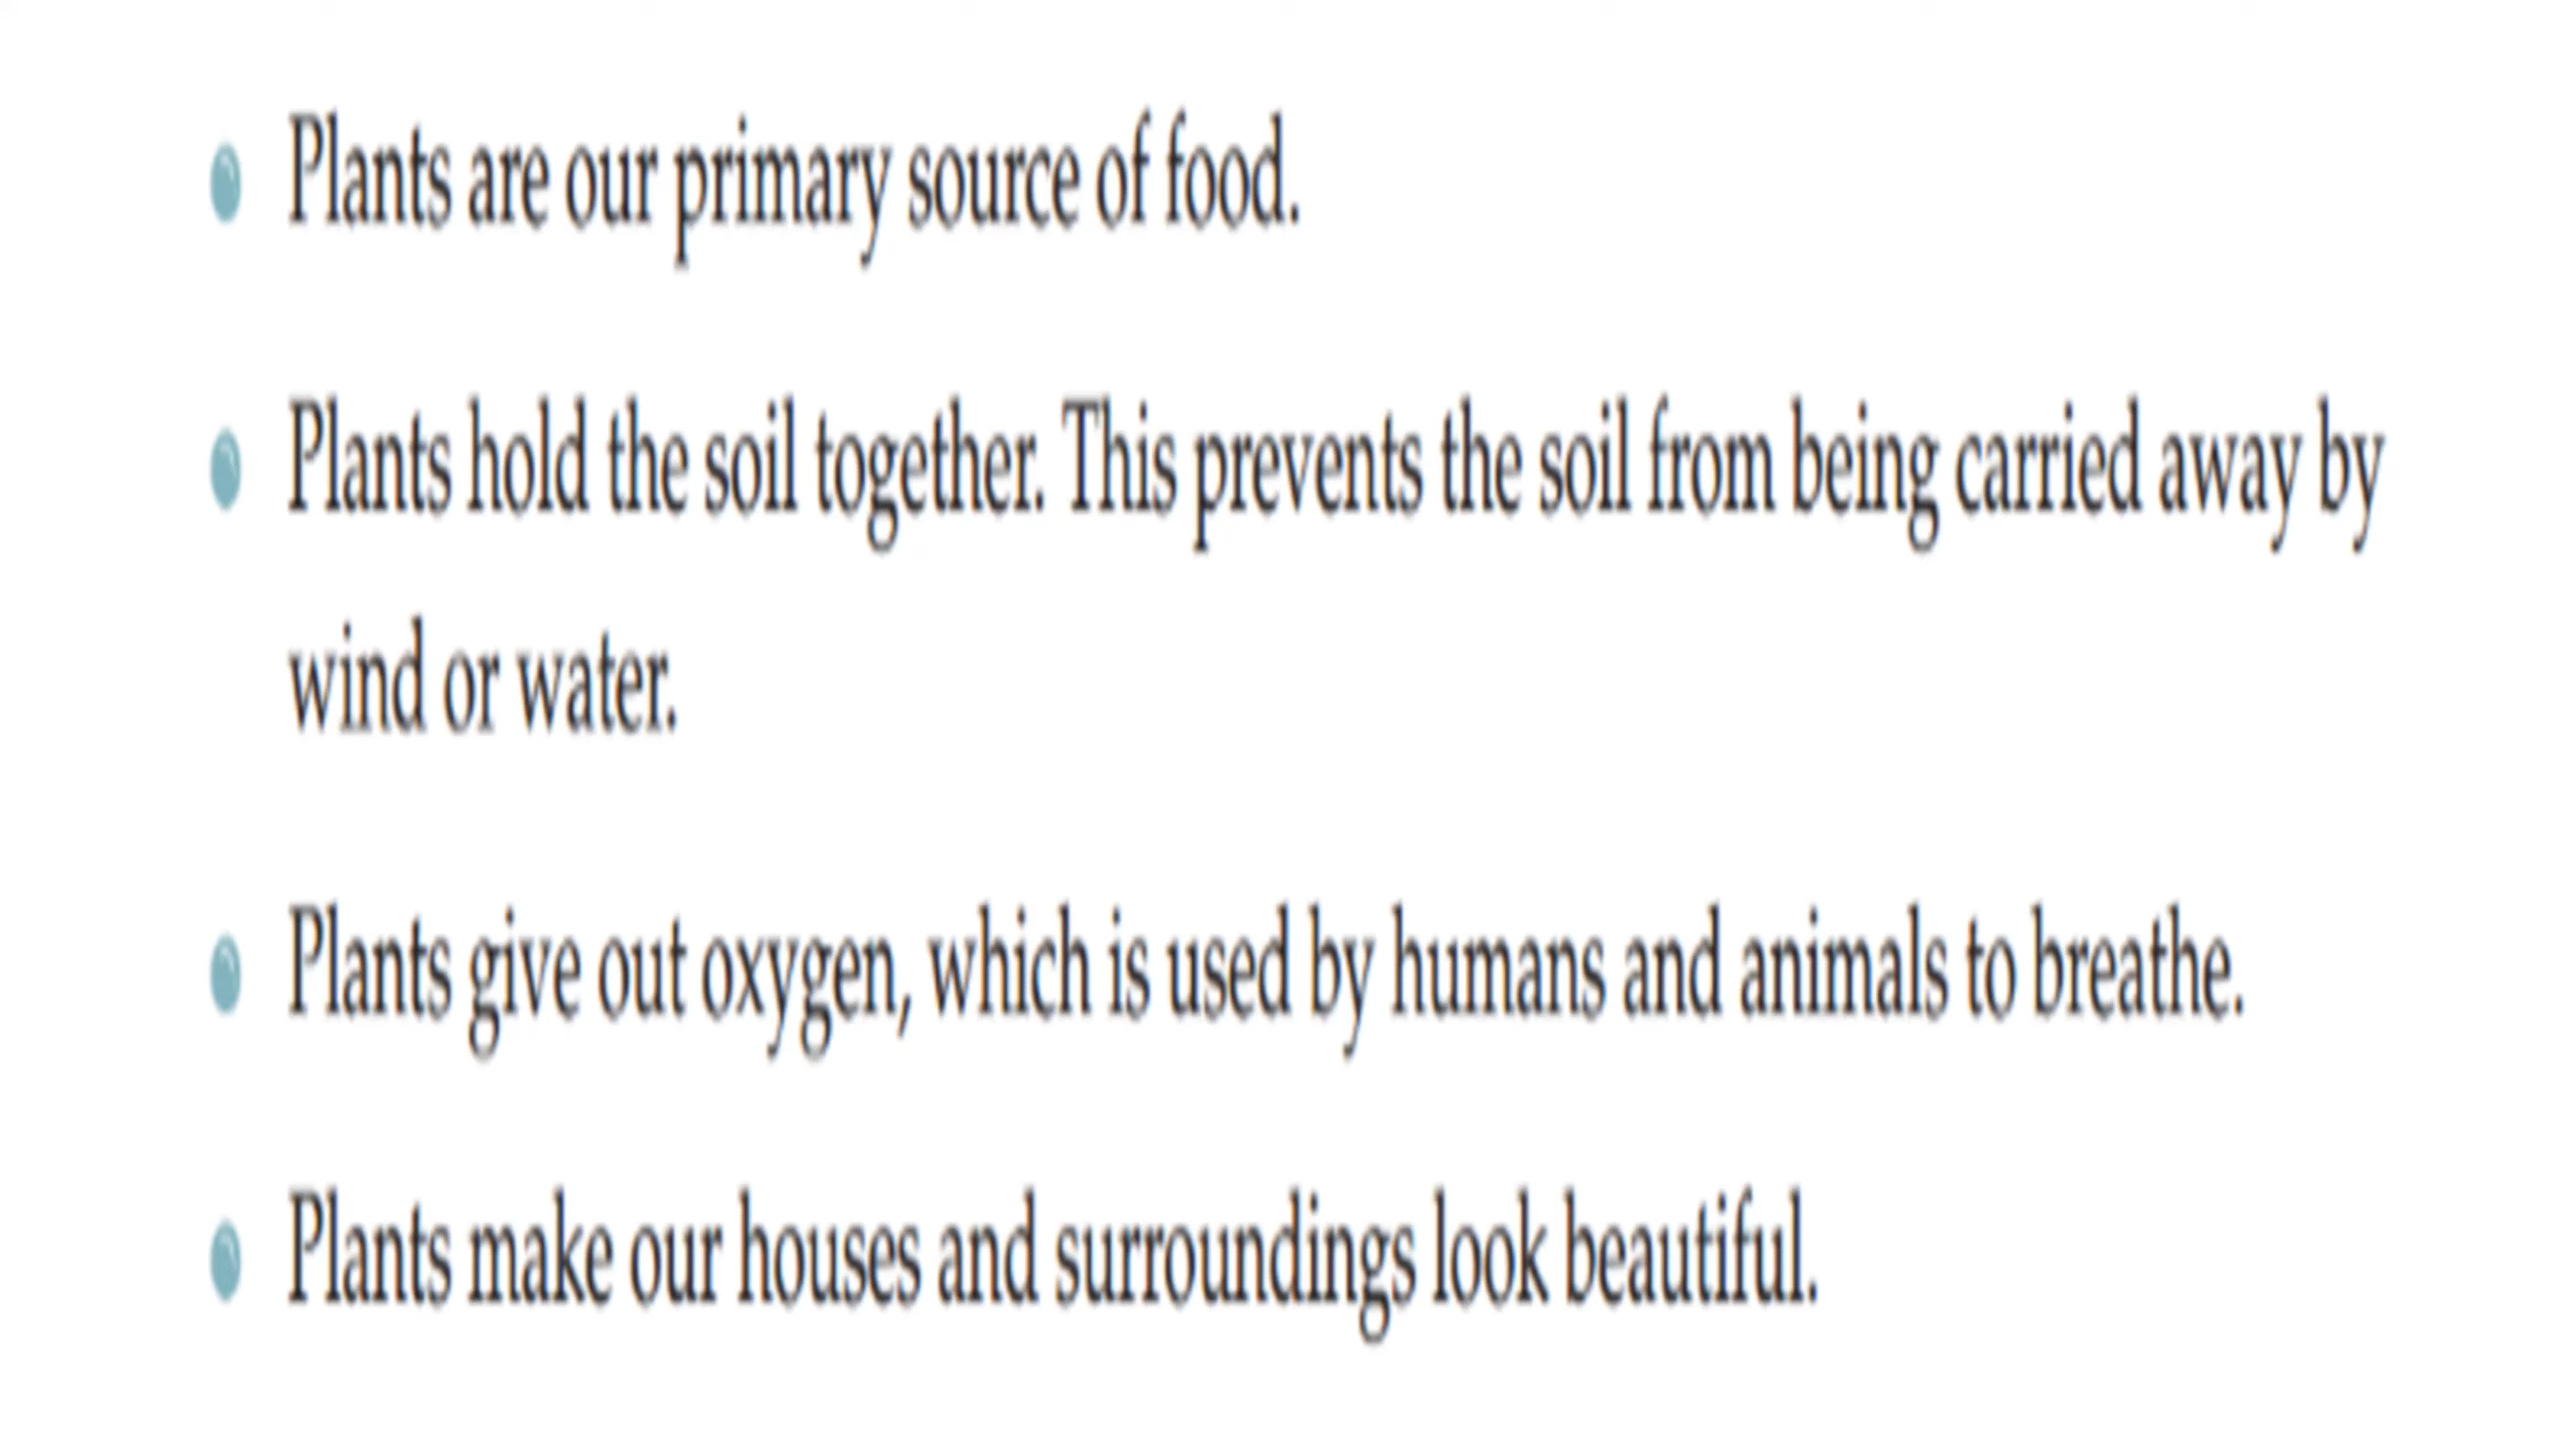 Plants are our primary source of food.
Plants hold the soil together. This prevents the soil from being carried away by
wind or water.
Plants give out oxygen, which is used by humans and animals to breathe.
Plants make our houses and surroundings look beautiful.